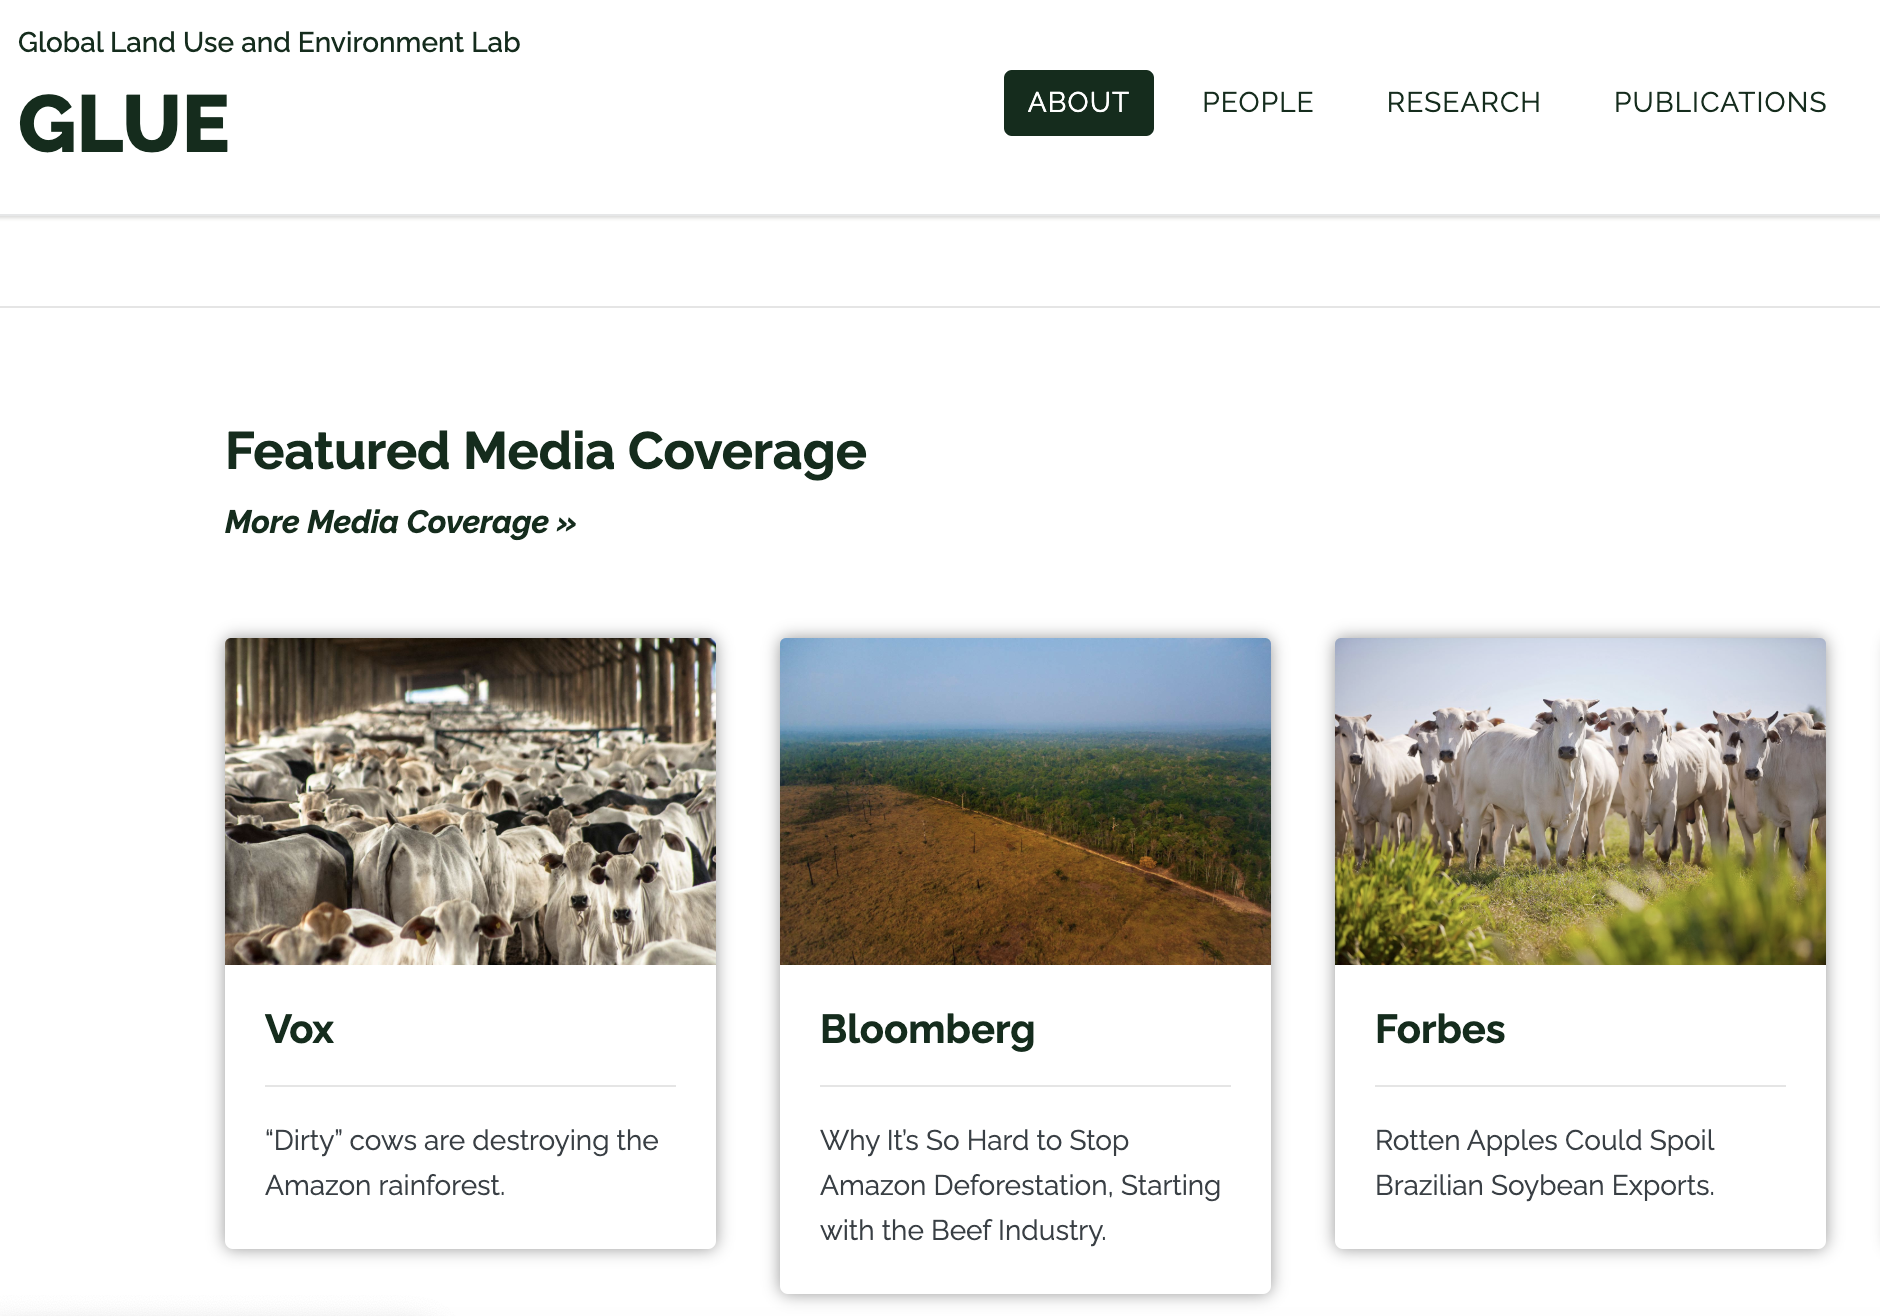 Global Land Use and Environment Lab
GLUE
ABOUT
PEOPLE
RESEARCH
PUBLICATIONS
Featured Media Coverage
More Media Coverage »
Vox
“Dirty” cows are destroying the
Amazon rainforest.
Bloomberg
Why It’s So Hard to Stop
Amazon Deforestation, Starting
with the Beef Industry.
Forbes
Rotten Apples Could Spoil
Brazilian Soybean Exports.